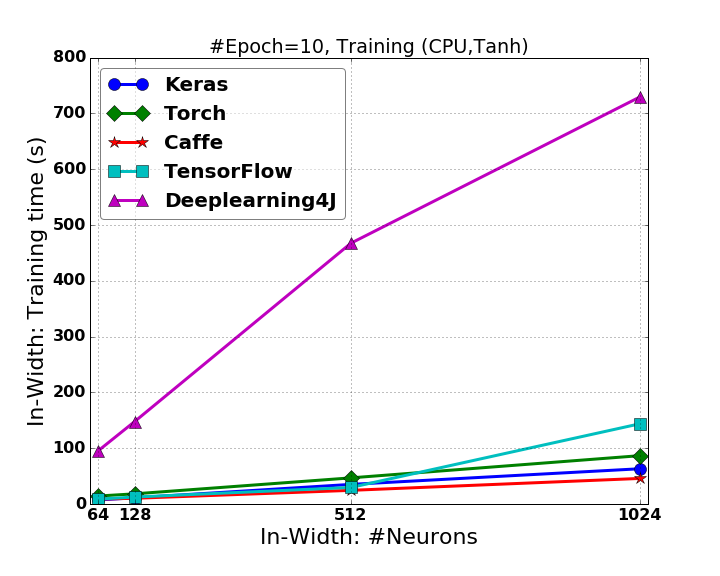 #Epoch=10, Training (CPU,Tanh)
800
700
600
500
400
300
200
100
0
In-Width: Training time (s)
Keras
Torch
Caffe
TensorFlow
Deeplearning4J
64 128 512 1024
In-Width: #Neurons